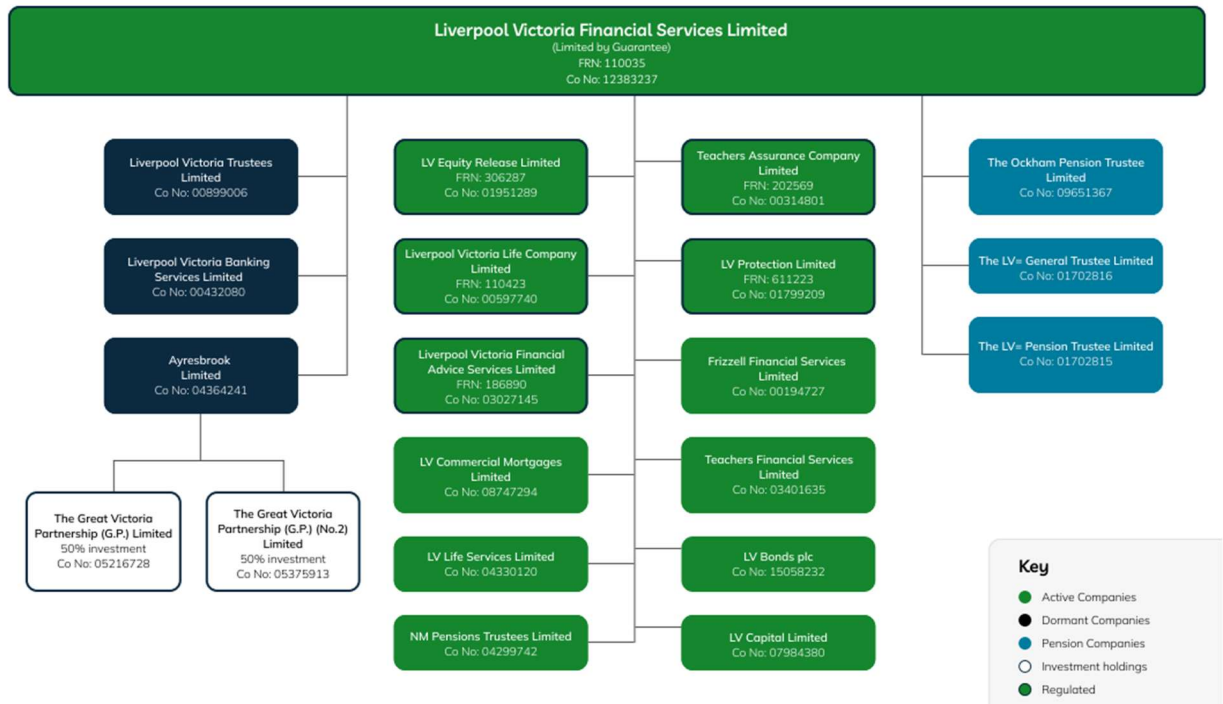 Liverpool Victoria Financial Services Limited
(Limited by Guarantee)
FRN: 110035
Co No: 12383237
Liverpool Victoria Trustees
Limited
Co No: 00899006
Liverpool Victoria Banking
Services Limited
Co No: 00432080
Ayresbrook
Limited
Co No: 04364241
The Great Victoria
Partnership (G.P.) Limited
50% investment
Co No: 05216728
The Great Victoria
Partnership (G.P.) (No.2)
Limited
50% investment
Co No: 05375913
LV Equity Release Limited
FRN: 306287
Co No: 01951289
Liverpool Victoria Life Company
Limited
FRN: 110423
Co No: 00597740
Liverpool Victoria Financial
Advice Services Limited
FRN: 186890
Co No: 03027145
LV Commercial Mortgages
Limited
Co No: 08747294
LV Life Services Limited
Co No: 04330120
NM Pensions Trustees Limited
Co No: 04299742
Teachers Assurance Company
Limited
FRN: 202569
Co No: 00314801
LV Protection Limited
FRN: 611223
Co No: 01799209
Frizzell Financial Services
Limited
Co No: 00194727
Teachers Financial Services
Limited
Co No: 03401635
LV Bonds plc
Co No: 15058232
LV Capital Limited
Co No: 07984380
The Ockham Pension Trustee
Limited
Co No: 09651367
The LV= General Trustee Limited
Co No: 01702816
The LV= Pension Trustee Limited
Co No: 01702815
Key
Active Companies
Dormant Companies
Pension Companies
Investment holdings
Regulated